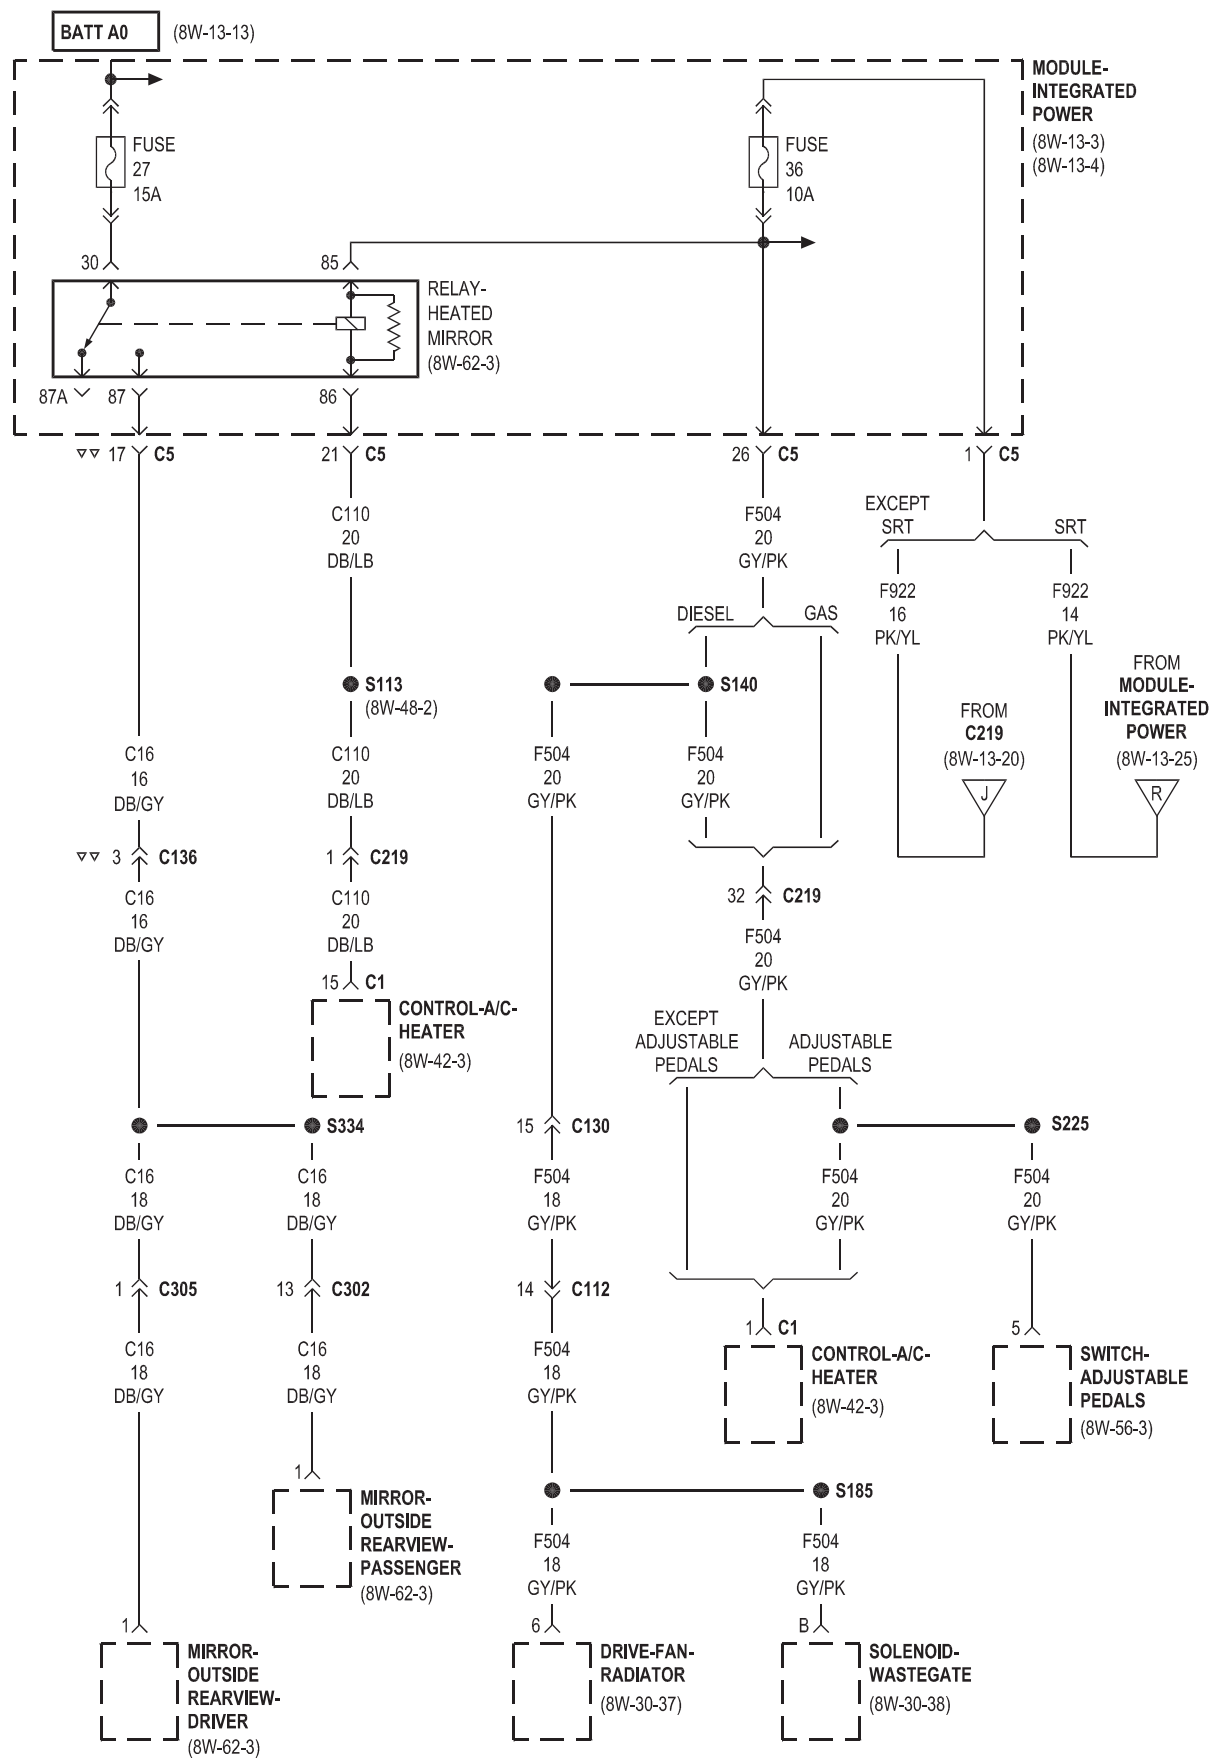 BATT A0 (8W-13-13)
MODULE-
INTEGRATED
POWER
(8W-13-3)
(8W-13-4)
FUSE
27
15A
FUSE
36
10A
30
85
RELAY-
HEATED
MIRROR
(8W-62-3)
87A
87
86
17 C5
21 C5
26 C5
1 C5
C110
20
DB/LB
F504
20
GY/PK
EXCEPT
SRT
SRT
F922
16
PK/YL
F922
14
PK/YL
DIESEL
GAS
S113
(8W-48-2)
S140
FROM
C219
(8W-13-20)
J
FROM
MODULE-
INTEGRATED
POWER
(8W-13-25)
R
C16
16
DB/GY
C110
20
DB/LB
F504
20
GY/PK
F504
20
GY/PK
3 C136
1 C219
32 C219
C16
16
DB/GY
C110
20
DB/LB
F504
20
GY/PK
15 C1
CONTROL-A/C-
HEATER
(8W-42-3)
EXCEPT
ADJUSTABLE
PEDALS
ADJUSTABLE
PEDALS
S334
15 C130
S225
C16
18
DB/GY
C16
18
DB/GY
F504
18
GY/PK
F504
20
GY/PK
F504
20
GY/PK
1 C305
13 C302
14 C112
1 C1
5
C16
18
DB/GY
C16
18
DB/GY
F504
18
GY/PK
CONTROL-A/C-
HEATER
(8W-42-3)
SWITCH-
ADJUSTABLE
PEDALS
(8W-56-3)
1
MIRROR-
OUTSIDE
REARVIEW-
PASSENGER
(8W-62-3)
S185
F504
18
GY/PK
F504
18
GY/PK
1
MIRROR-
OUTSIDE
REARVIEW-
DRIVER
(8W-62-3)
6
DRIVE-FAN-
RADIATOR
(8W-30-37)
B
SOLENOID-
WASTEGATE
(8W-30-38)